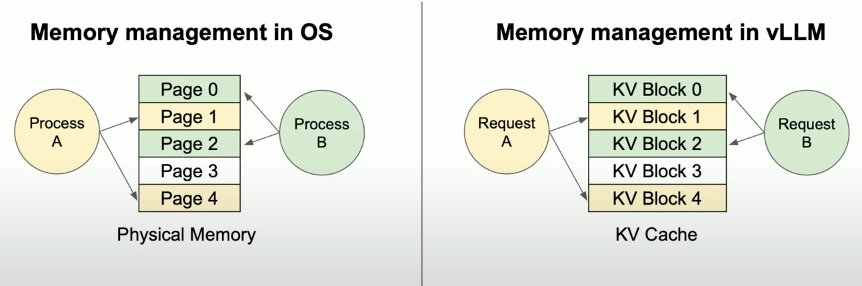 Memory management in OS
Process
A
Page 0
Page 1
Page 2
Page 3
Page 4
Process
B
Physical Memory
Memory management in vLLM
Request
A
KV Block 0
KV Block 1
KV Block 2
KV Block 3
KV Block 4
Request
B
KV Cache